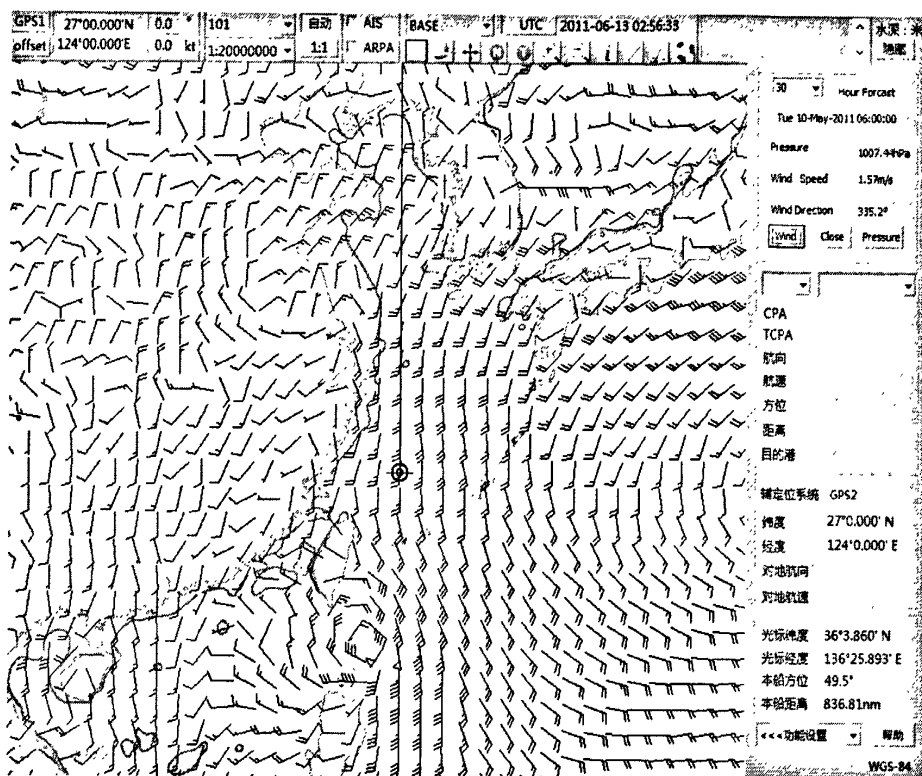 GPS1 27°00.000'N 0.0 ° 101 自动 AIS BASE UTC 2011-06-13 02:56:33
offset 124°00.000'E 0.0 kt 1:20000000 1:1 ARPA
水深：米
30 Hour Forcast
Tue 10-May-2011 06:00:00
Pressure 1007.44hPa
Wind Speed 1.57m/s
Wind Direction 335.2°
Wind Close Pressure
CPA
TCPA
航向
航速
方位
距离
目的港
辅定位系统 GPS2
纬度 27°0.000' N
经度 124°0.000' E
对地航向
对地航速
光标纬度 36°3.860' N
光标经度 136°25.893' E
本船方位 49.5°
本船距离 836.81nm
<<<功能设置 帮助
WGS-84